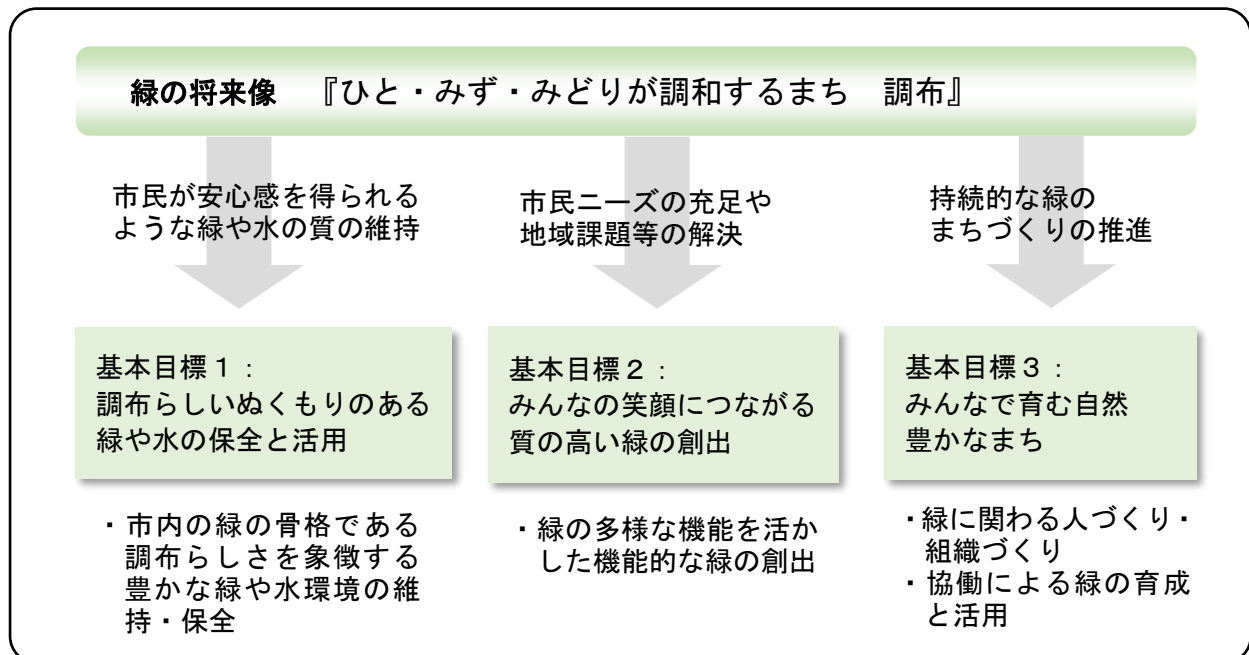 緑の将来像 『ひと・みず・みどりが調和するまち 調布』
市民が安心感を得られる
ような緑や水の質の維持
市民ニーズの充足や
地域課題等の解決
持続的な緑の
まちづくりの推進
基本目標1:
調布らしいぬくもりのある
緑や水の保全と活用
基本目標2:
みんなの笑顔につながる
質の高い緑の創出
基本目標3:
みんなで育む自然
豊かなまち
・市内の緑の骨格である
調布らしさを象徴する
豊かな緑や水環境の維
持・保全
・緑の多様な機能を活か
した機能的な緑の創出
・緑に関わる人づくり・
組織づくり
・協働による緑の育成
と活用